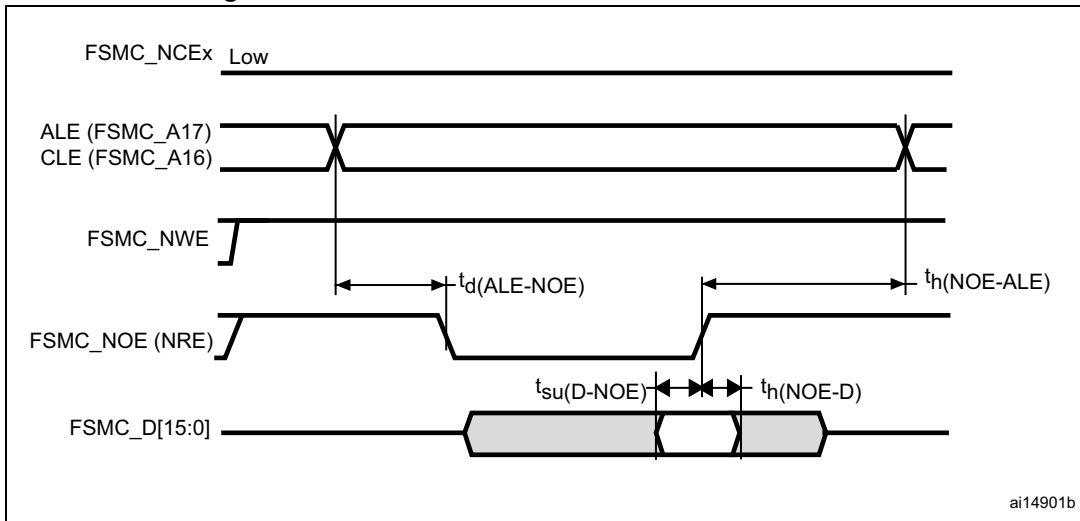 FSMC_NCEx Low
ALE (FSMC_A17)
CLE (FSMC_A16)
FSMC_NWE
td(ALE-NOE)
th(NOE-ALE)
FSMC_NOE (NRE)
tsu(D-NOE)
th(NOE-D)
FSMC_D[15:0]
ai14901b